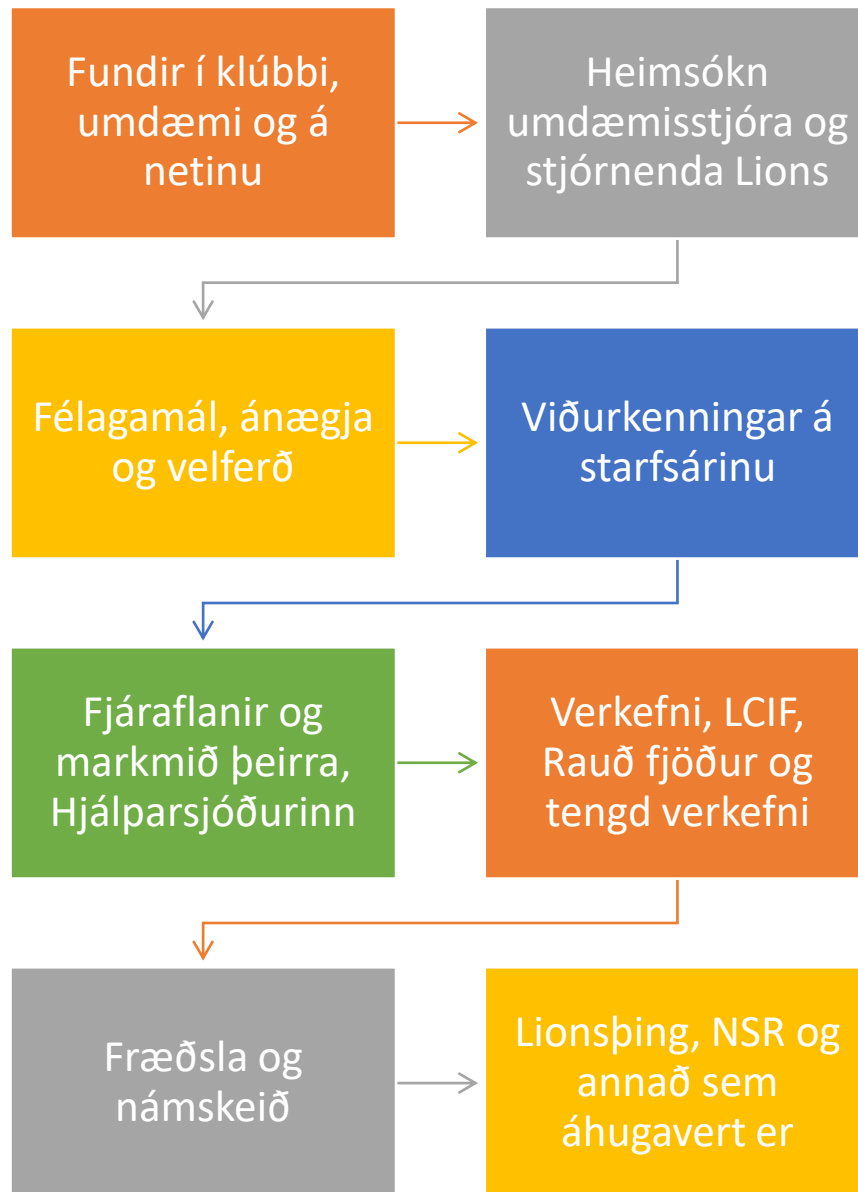 Fundir í klúbbi,
umdæmi og á
netinu
Heimsókn
umdæmisstjóra og
stjórnenda Lions
Félagamál, ánægja
og velferð
Viðurkenningar á
starfsárinu
Fjáraflanir og
markmið þeirra,
Hjálparsjóðurinn
Verkefni, LCIF,
Rauð fjöður og
tengd verkefni
Fræðsla og
námskeið
Lionsþing, NSR og
annað sem
áhugavert er